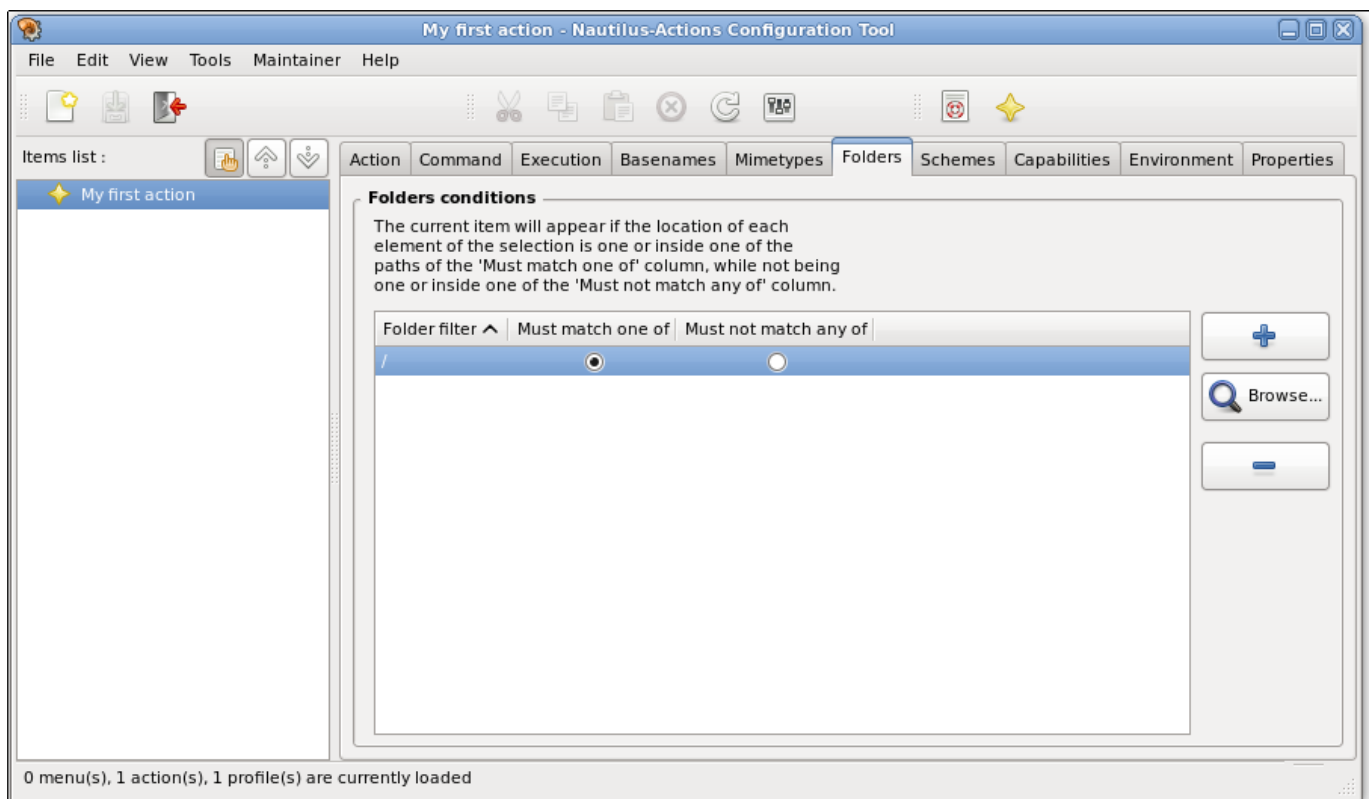 My first action - Nautilus-Actions Configuration Tool
File Edit View Tools Maintainer Help
Items list :
Action Command Execution Basenames Mimetypes Folders Schemes Capabilities Environment Properties
My first action
Folders conditions
The current item will appear if the location of each
element of the selection is one or inside one of the
paths of the 'Must match one of' column, while not being
one or inside one of the 'Must not match any of' column.
Folder filter Must match one of Must not match any of
/
Browse...
0 menu(s), 1 action(s), 1 profile(s) are currently loaded